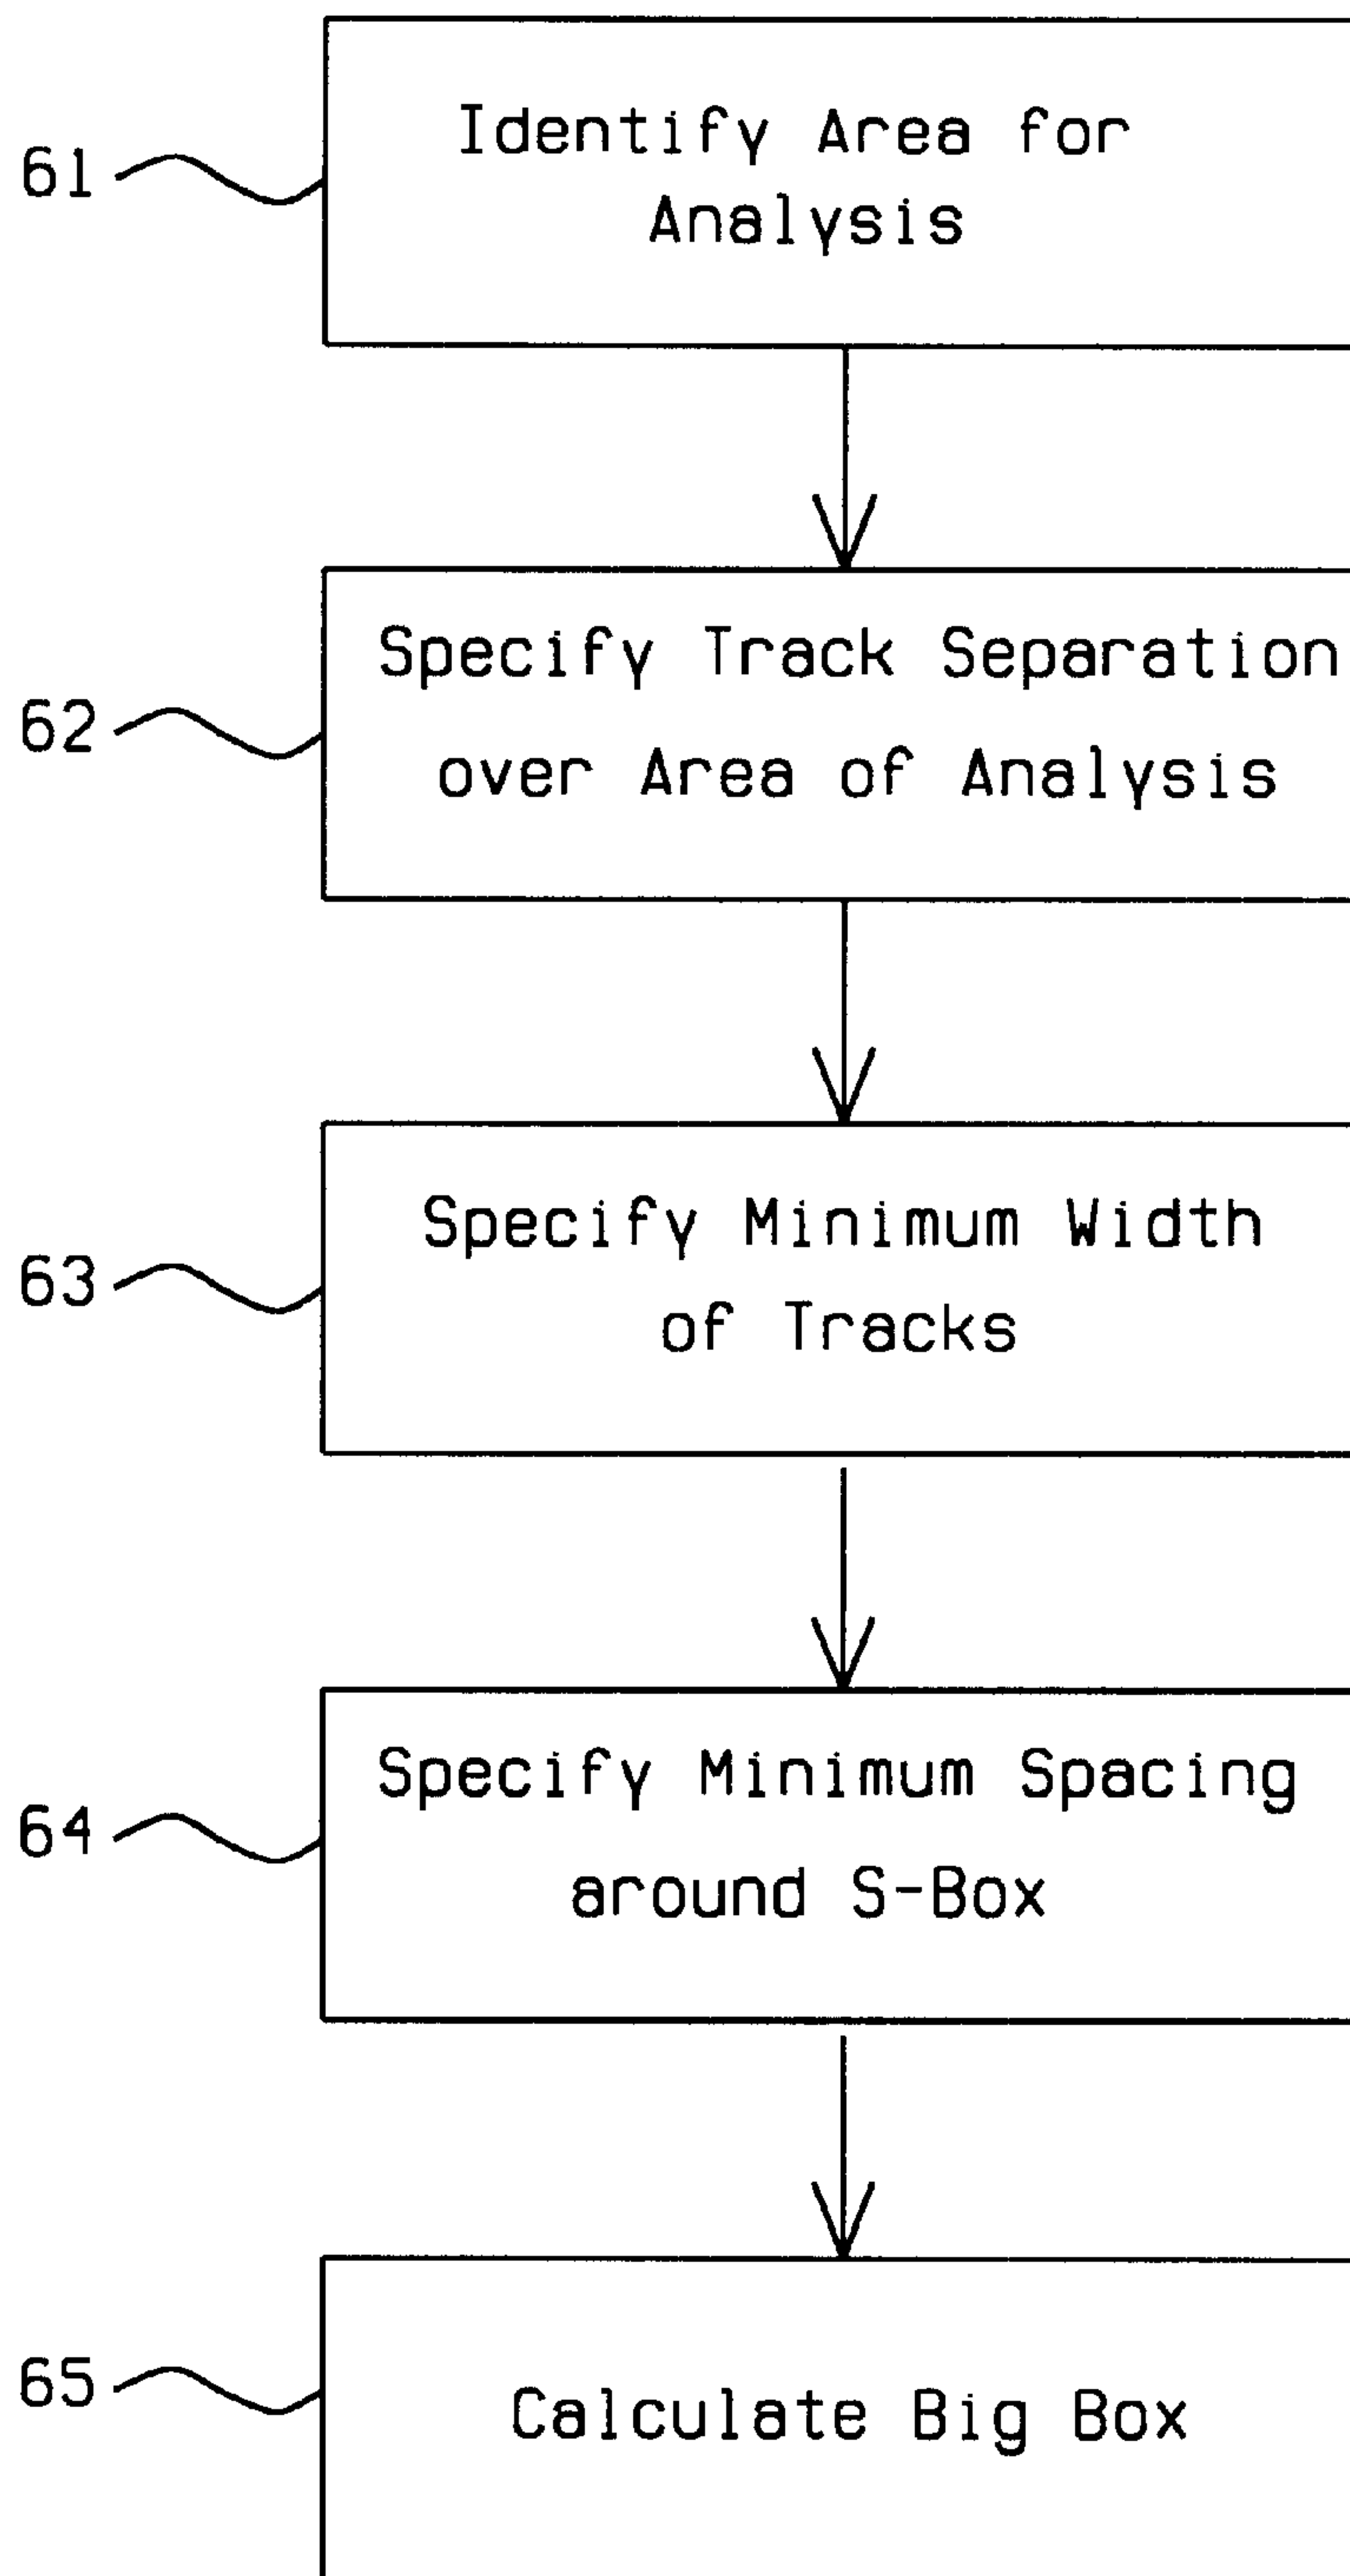 61
Identify Area for
Analysis
62
Specify Track Separation
over Area of Analysis
63
Specify Minimum Width
of Tracks
64
Specify Minimum Spacing
around S-Box
65
Calculate Big Box